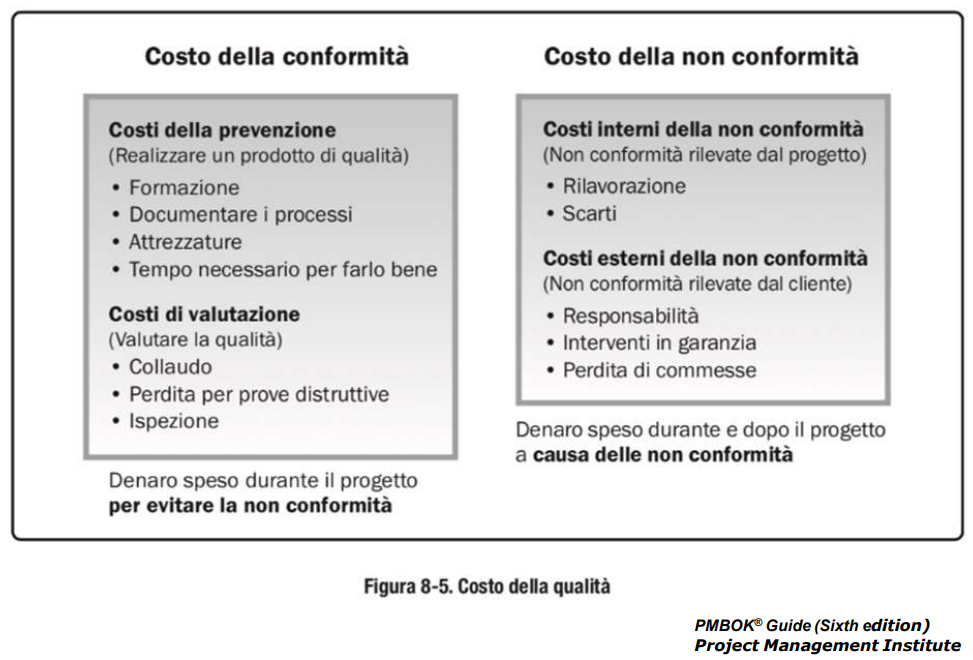 Costo della conformità
Costi della prevenzione
(Realizzare un prodotto di qualità)
• Formazione
• Documentare i processi
• Attrezzature
• Tempo necessario per farlo bene
Costi di valutazione
(Valutare la qualità)
• Collaudo
• Perdita per prove distruttive
• Ispezione
Denaro speso durante il progetto
per evitare la non conformità
Costo della non conformità
Costi interni della non conformità
(Non conformità rilevate dal progetto)
• Rilavorazione
• Scarti
Costi esterni della non conformità
(Non conformità rilevate dal cliente)
• Responsabilità
• Interventi in garanzia
• Perdita di commesse
Denaro speso durante e dopo il progetto
a causa delle non conformità
Figura 8-5. Costo della qualità
PMBOK® Guide (Sixth edition)
Project Management Institute